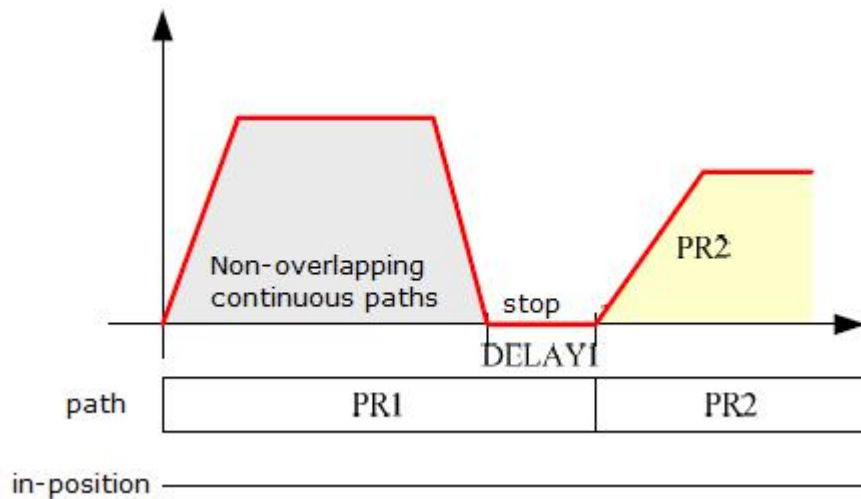 Non-overlapping
continuous paths
stop
PR2
DELAY1
path
PR1
PR2
in-position